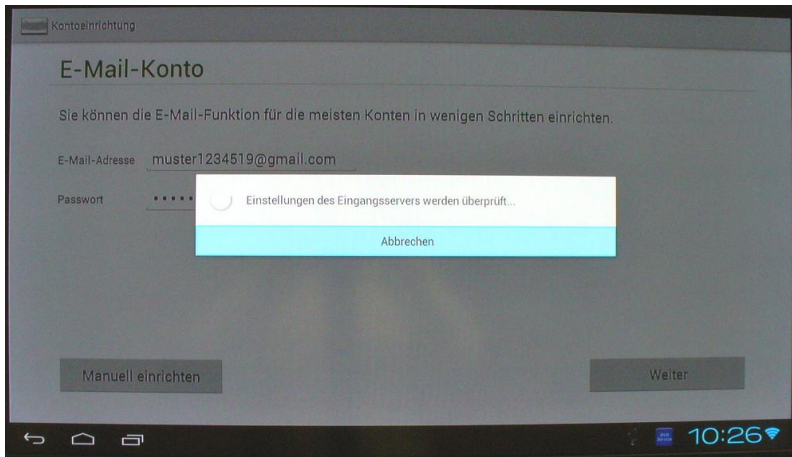 Kontoeinrichtung
E-Mail-Konto
Sie können die E-Mail-Funktion für die meisten Konten in wenigen Schritten einrichten.
E-Mail-Adresse muster1234519@gmail.com
Passwort •••••
Einstellungen des Eingangsservers werden überprüft...
Abbrechen
Manuell einrichten
Weiter
10:26